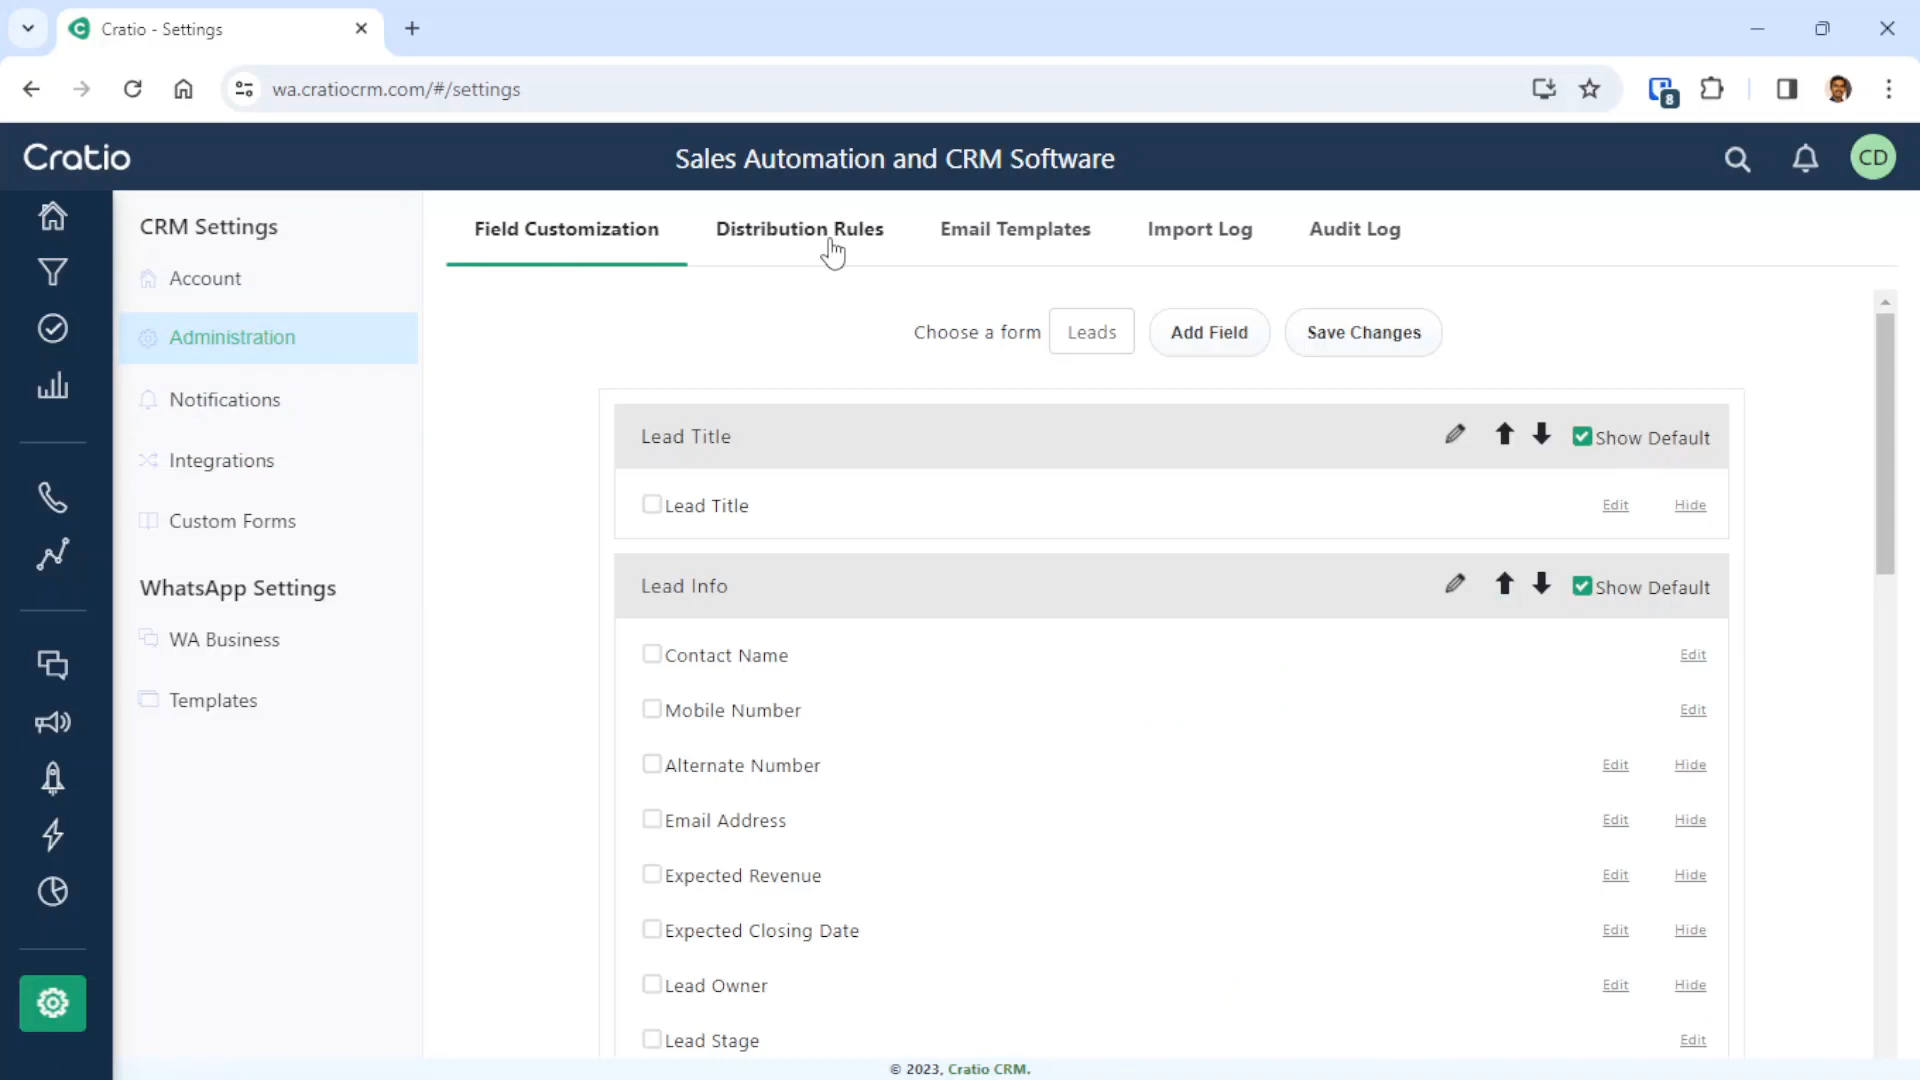 Cratio - Settings
wa.cratiocrm.com/#/settings
8
Cratio
Sales Automation and CRM Software
CD
CRM Settings
Account
Administration
Notifications
Integrations
Custom Forms
WhatsApp Settings
WA Business
Templates
Field Customization
Distribution Rules
Email Templates
Import Log
Audit Log
Choose a form
Leads
Add Field
Save Changes
Lead Title
Show Default
Lead Title
Edit
Hide
Lead Info
Show Default
Contact Name
Edit
Mobile Number
Edit
Alternate Number
Edit
Hide
Email Address
Edit
Hide
Expected Revenue
Edit
Hide
Expected Closing Date
Edit
Hide
Lead Owner
Edit
Hide
Lead Stage
Edit
© 2023, Cratio CRM.